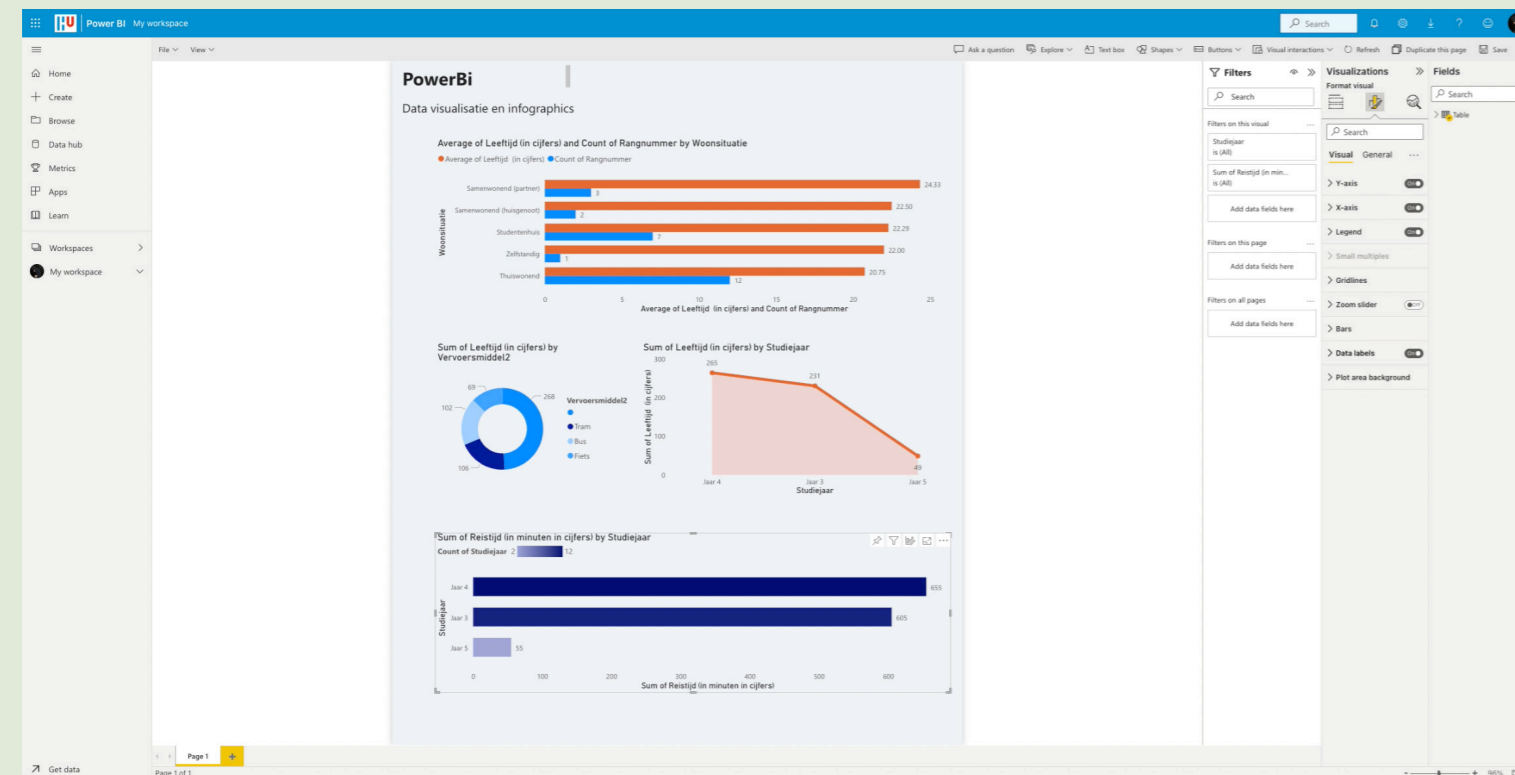 HU Power BI My workspace
Search
File View
Ask a question Explore Text box Shapes Buttons Visual interactions Refresh Duplicate this page Save
Home
Create
Browse
Data hub
Metrics
Apps
Learn
Workspaces
My workspace
Get data
PowerBi
Data visualisatie en infographics
Average of Leeftijd (in cijfers) and Count of Rangnummer by Woonsituatie
Average of Leeftijd (in cijfers) Count of Rangnummer
Woonsituatie
Samenwonend (partner) 24.33
3
Samenwonend (huisgenoot) 22.50
2
Studentenhuis 22.29
7
Zelfstandig 22.00
1
Thuiswonend 20.75
12
0 5 10 15 20 25
Average of Leeftijd (in cijfers) and Count of Rangnummer
Sum of Leeftijd (in cijfers) by
Vervoersmiddel2
69
268
102
106
Vervoersmiddel2
Tram
Bus
Fiets
Sum of Leeftijd (in cijfers) by Studiejaar
Sum of Leeftijd (in cijfers)
300
200
100
0
265
231
49
Jaar 4 Jaar 3 Jaar 5
Studiejaar
Sum of Reistijd (in minuten in cijfers) by Studiejaar
Count of Studiejaar 2 12
Studiejaar
Jaar 4 655
Jaar 3 605
Jaar 5 55
0 100 200 300 400 500 600
Sum of Reistijd (in minuten in cijfers)
Filters
Search
Filters on this visual ...
Studiejaar
is (All)
Sum of Reistijd (in min...
is (All)
Add data fields here
Filters on this page ...
Add data fields here
Filters on all pages ...
Add data fields here
Visualizations
Format visual
Search
Visual General ...
Y-axis On
X-axis On
Legend On
Small multiples
Gridlines
Zoom slider Off
Bars
Data labels On
Plot area background
Fields
Search
Table
Page 1 +
Page 1 of 1
- + 96%